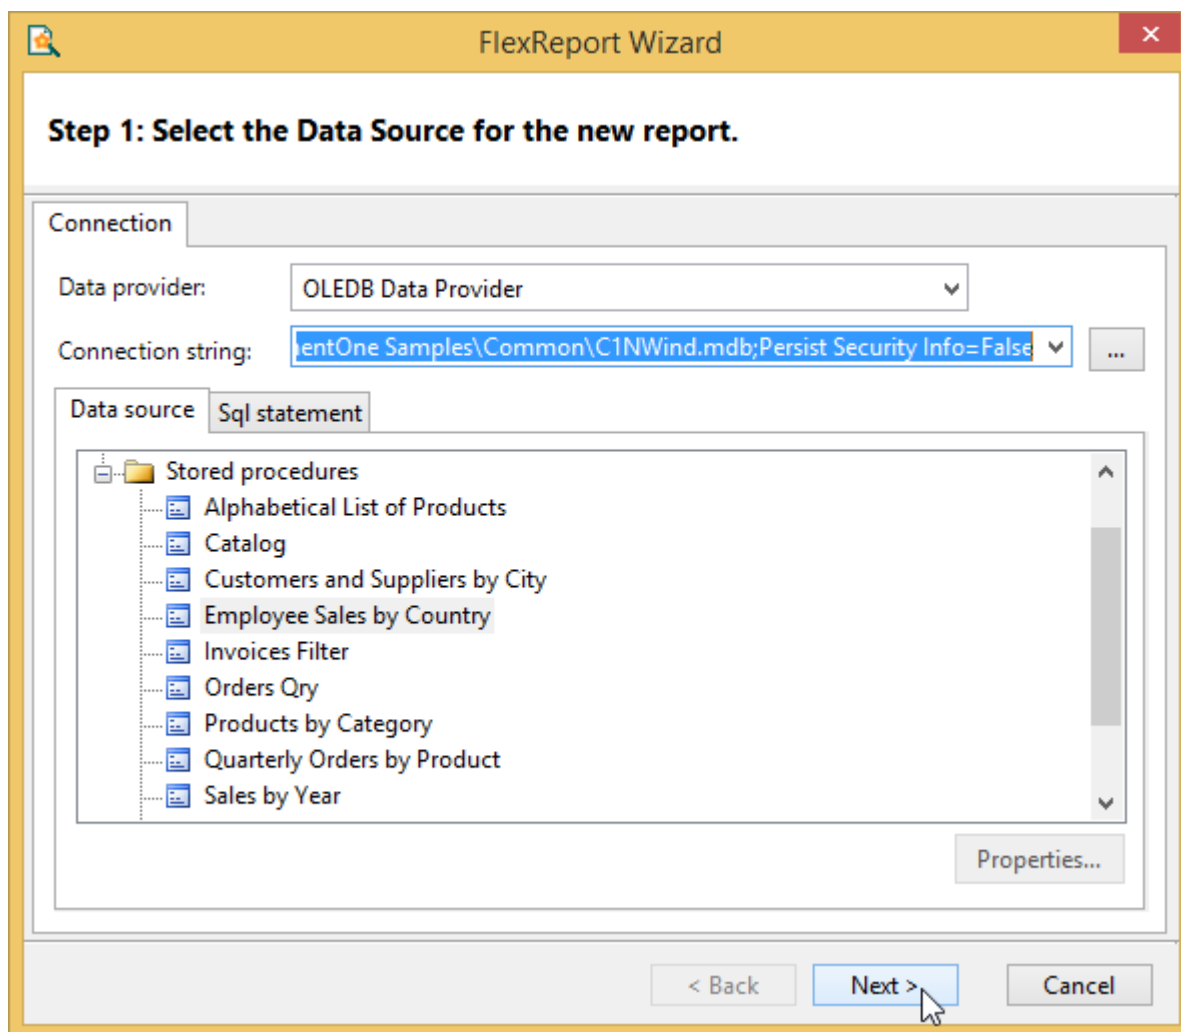 FlexReport Wizard
Step 1: Select the Data Source for the new report.
Connection
Data provider: OLEDB Data Provider
Connection string: entOne Samples\Common\C1NWind.mdb;Persist Security Info=False ...
Data source Sql statement
Stored procedures
Alphabetical List of Products
Catalog
Customers and Suppliers by City
Employee Sales by Country
Invoices Filter
Orders Qry
Products by Category
Quarterly Orders by Product
Sales by Year
Properties...
< Back Next > Cancel